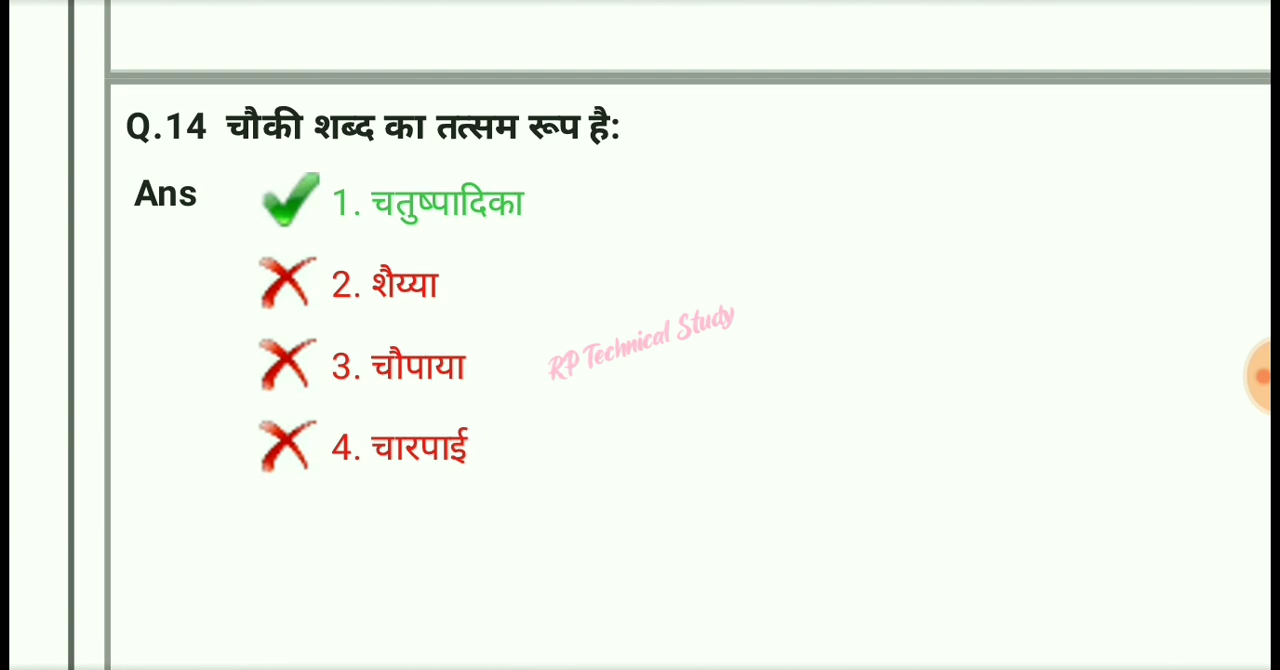 Q.14 चौकी शब्द का तत्सम रूप है:
Ans 1. चतुष्पादिका
2. शैय्या
3. चौपाया
4. चारपाई
RP Technical Study